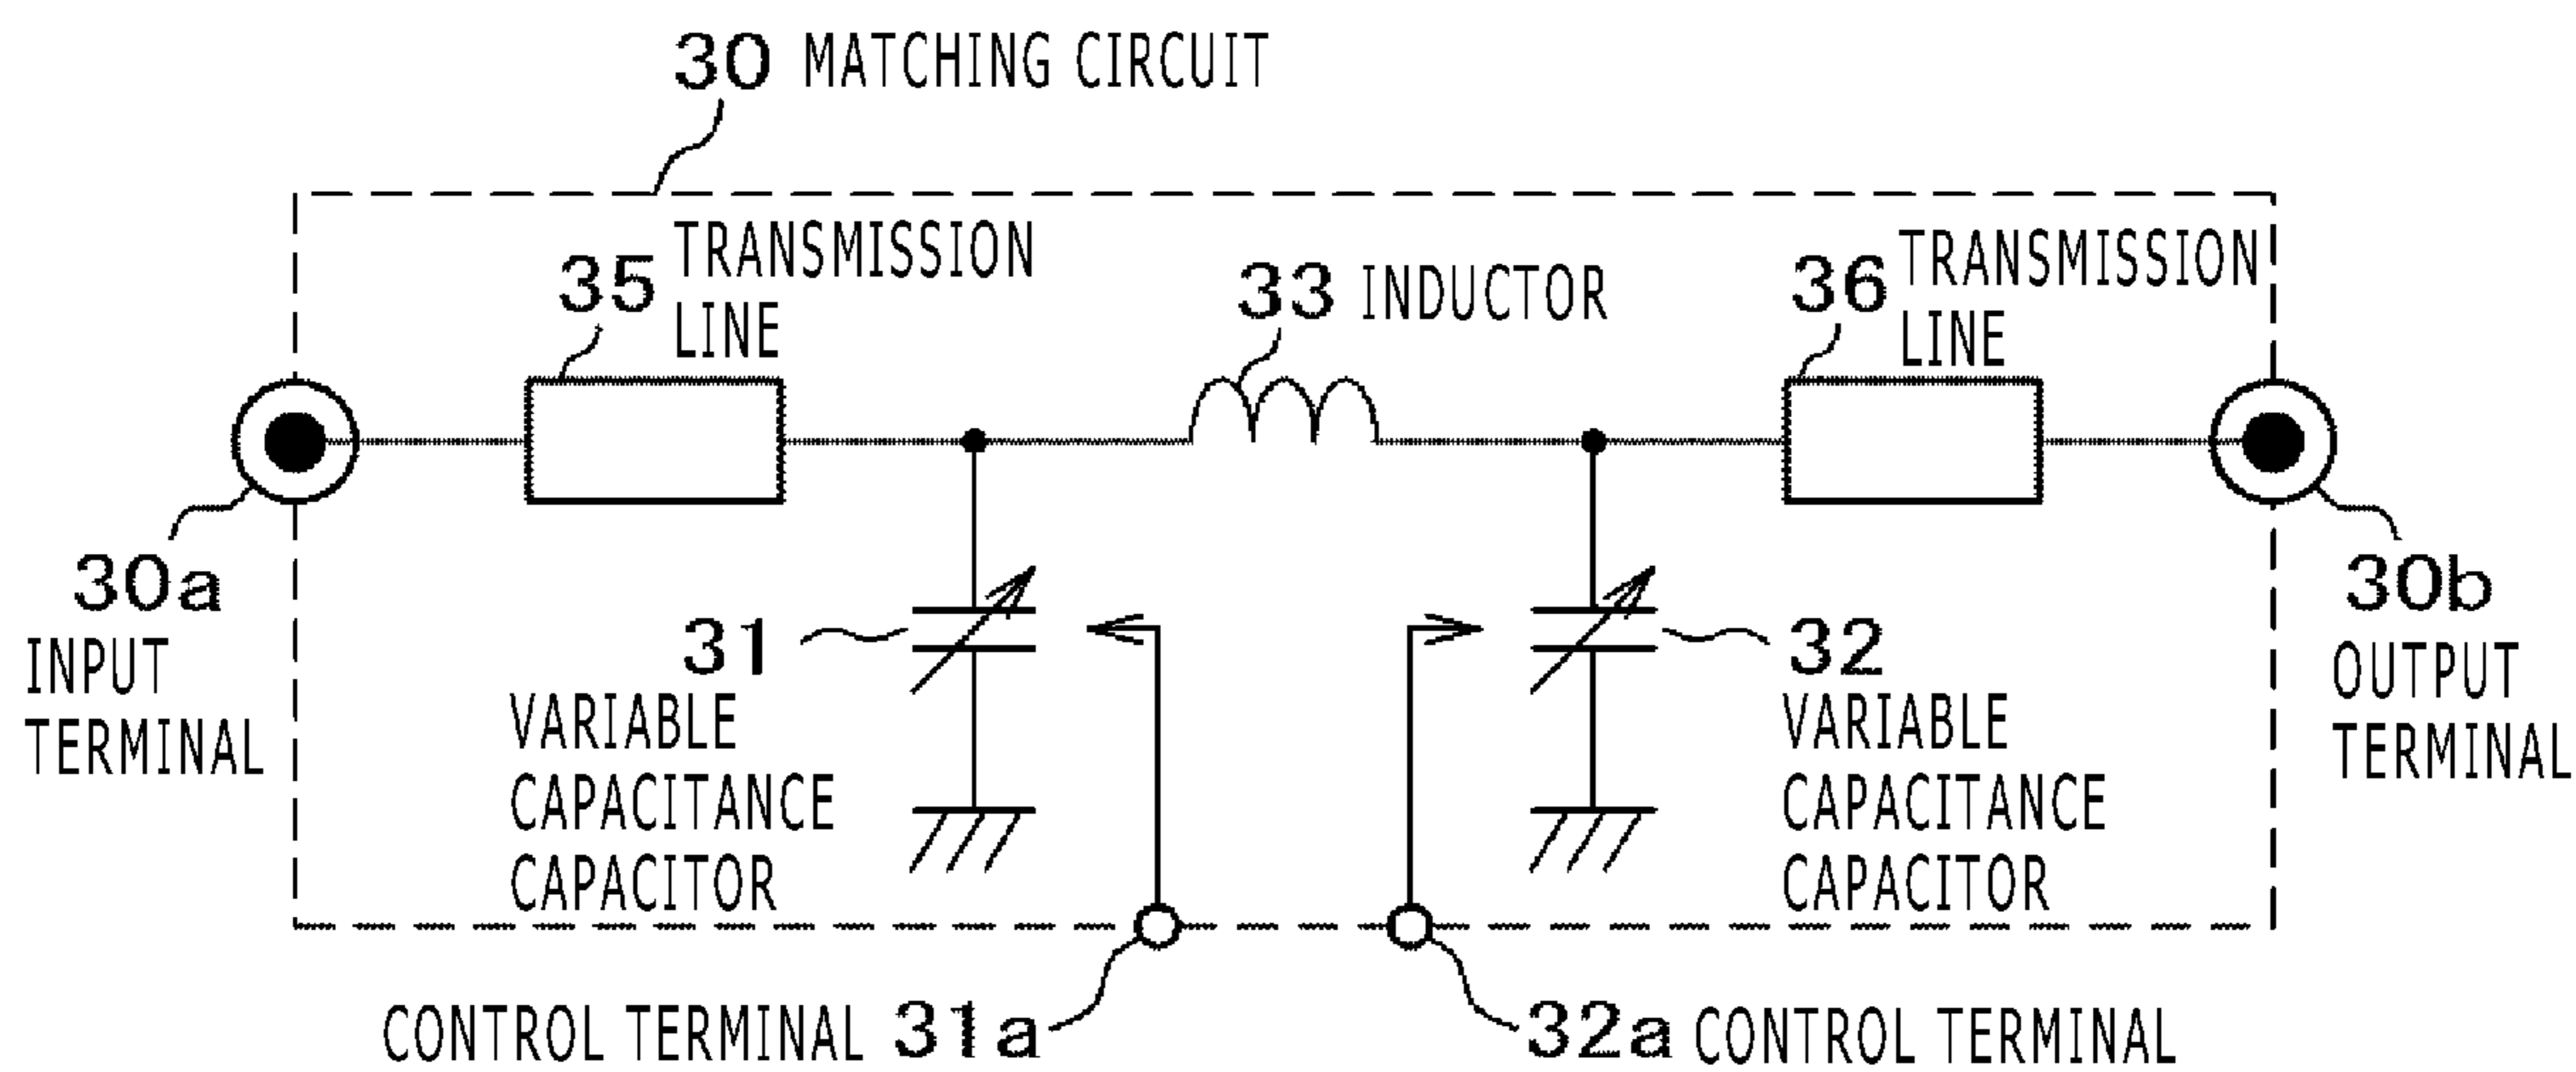 30 MATCHING CIRCUIT
35 TRANSMISSION
LINE
33 INDUCTOR
36 TRANSMISSION
LINE
30a
INPUT
TERMINAL
31
VARIABLE
CAPACITANCE
CAPACITOR
32
VARIABLE
CAPACITANCE
CAPACITOR
30b
OUTPUT
TERMINAL
CONTROL TERMINAL 31a
32a CONTROL TERMINAL